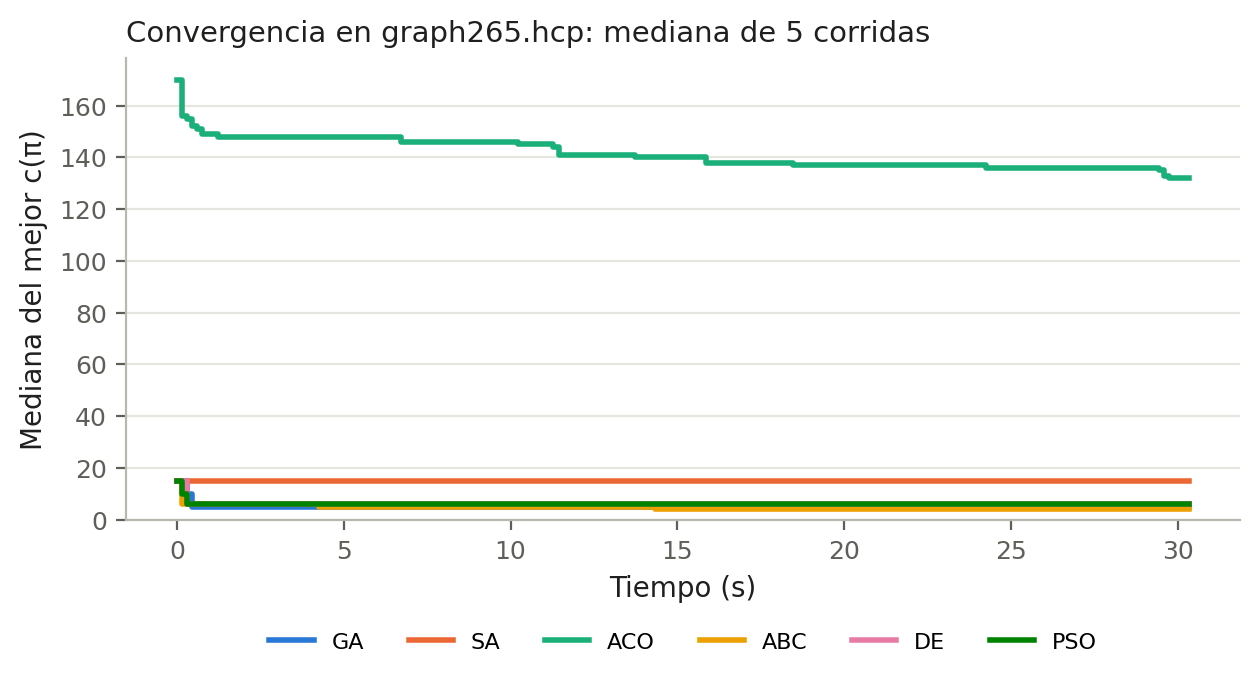 Convergencia en graph265.hcp: mediana de 5 corridas
Mediana del mejor c(π)
160
140
120
100
80
60
40
20
0
0 5 10 15 20 25 30
Tiempo (s)
GA SA ACO ABC DE PSO